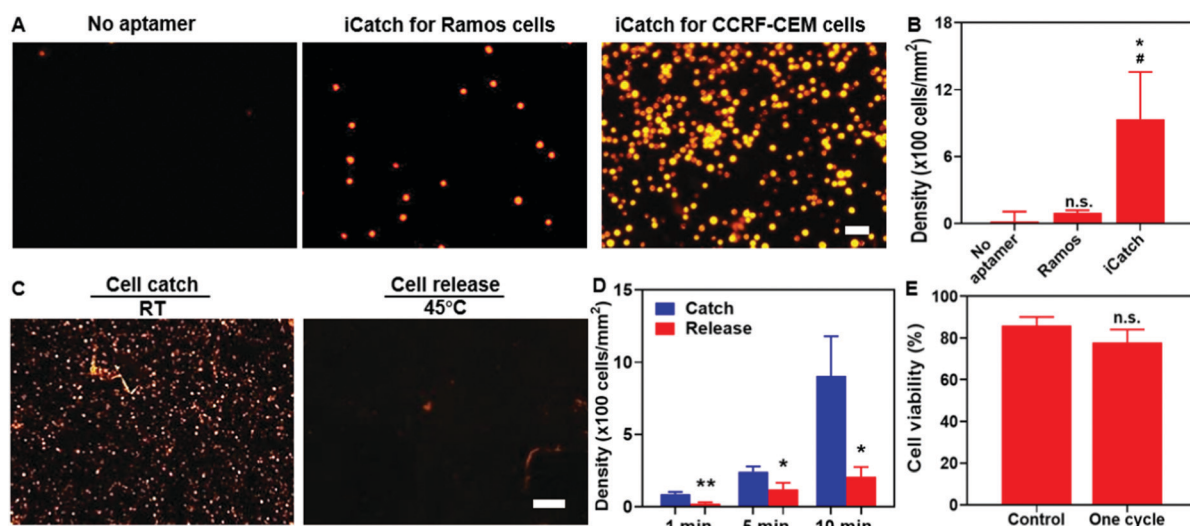 A
No aptamer
iCatch for Ramos cells
iCatch for CCRF-CEM cells
B
Density (x100 cells/mm²)
18
12
6
0
n.s.
*
#
No aptamer
Ramos
iCatch
C
Cell catch
RT
Cell release
45°C
D
Density (x100 cells/mm²)
15
10
5
0
Catch
Release
**
*
*
1 min
5 min
10 min
E
Cell viability (%)
100
80
60
40
20
0
n.s.
Control
One cycle